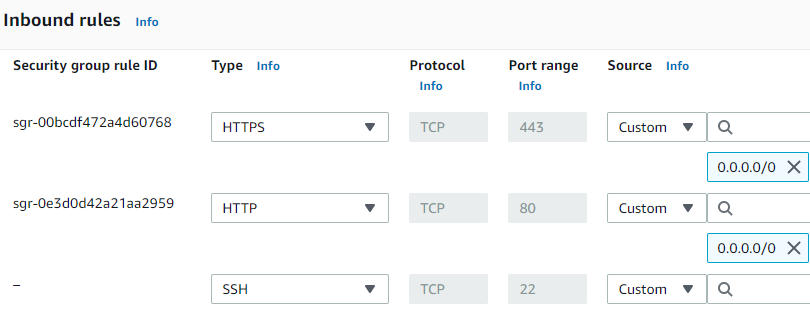 Inbound rules Info
Security group rule ID Type Info Protocol Port range Source Info
Info Info
sgr-00bcdf472a4d60768 HTTPS TCP 443 Custom
0.0.0.0/0
sgr-0e3d0d42a21aa2959 HTTP TCP 80 Custom
0.0.0.0/0
– SSH TCP 22 Custom